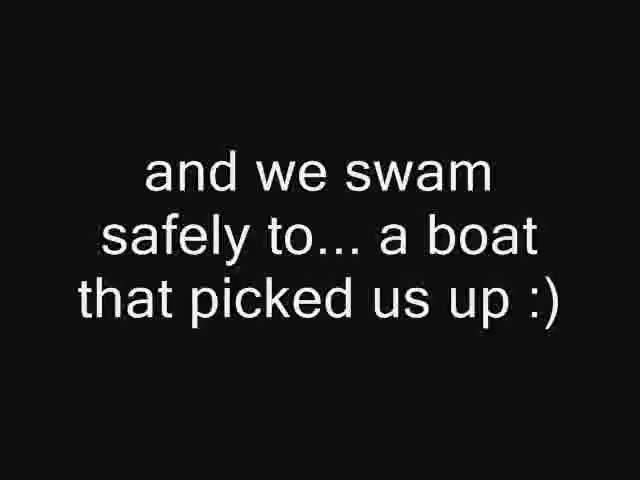 and we swam
safely to... a boat
that picked us up :)